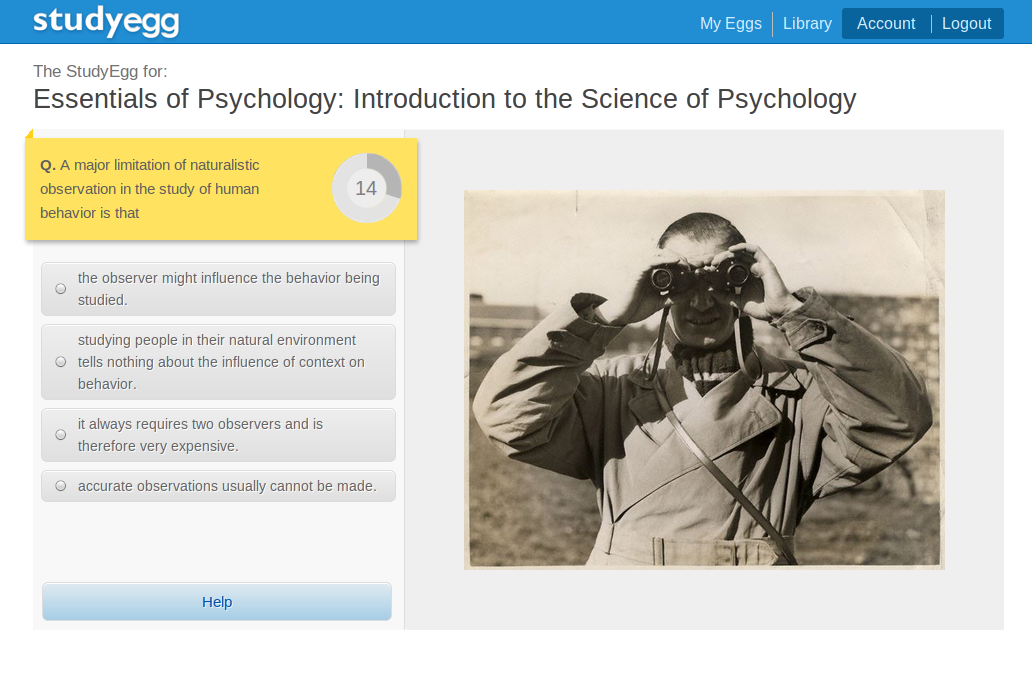 studyegg
My Eggs
Library
Account
Logout
The StudyEgg for:
Essentials of Psychology: Introduction to the Science of Psychology
Q. A major limitation of naturalistic
observation in the study of human
behavior is that
14
the observer might influence the behavior being
studied.
studying people in their natural environment
tells nothing about the influence of context on
behavior.
it always requires two observers and is
therefore very expensive.
accurate observations usually cannot be made.
Help